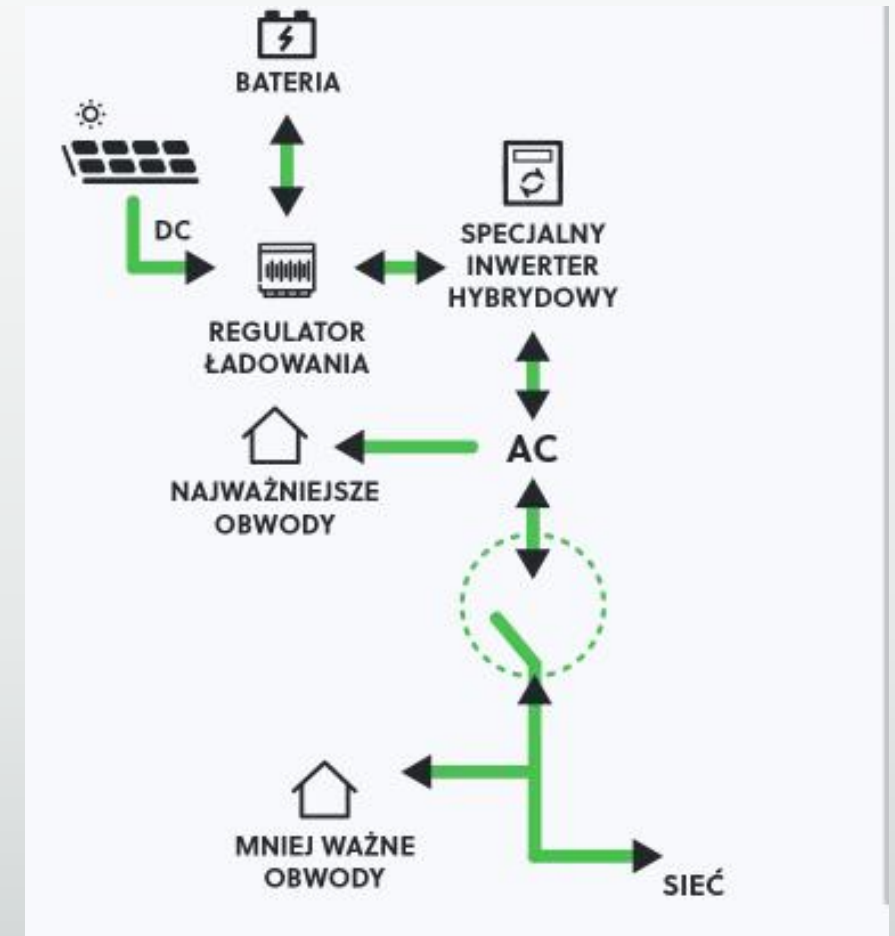 BATERIA
DC
SPECJALNY
INWERTER
HYBRYDOWY
REGULATOR
ŁADOWANIA
AC
NAJWAŻNIEJSZE
OBWODY
MNIEJ WAŻNE
OBWODY
SIEĆ